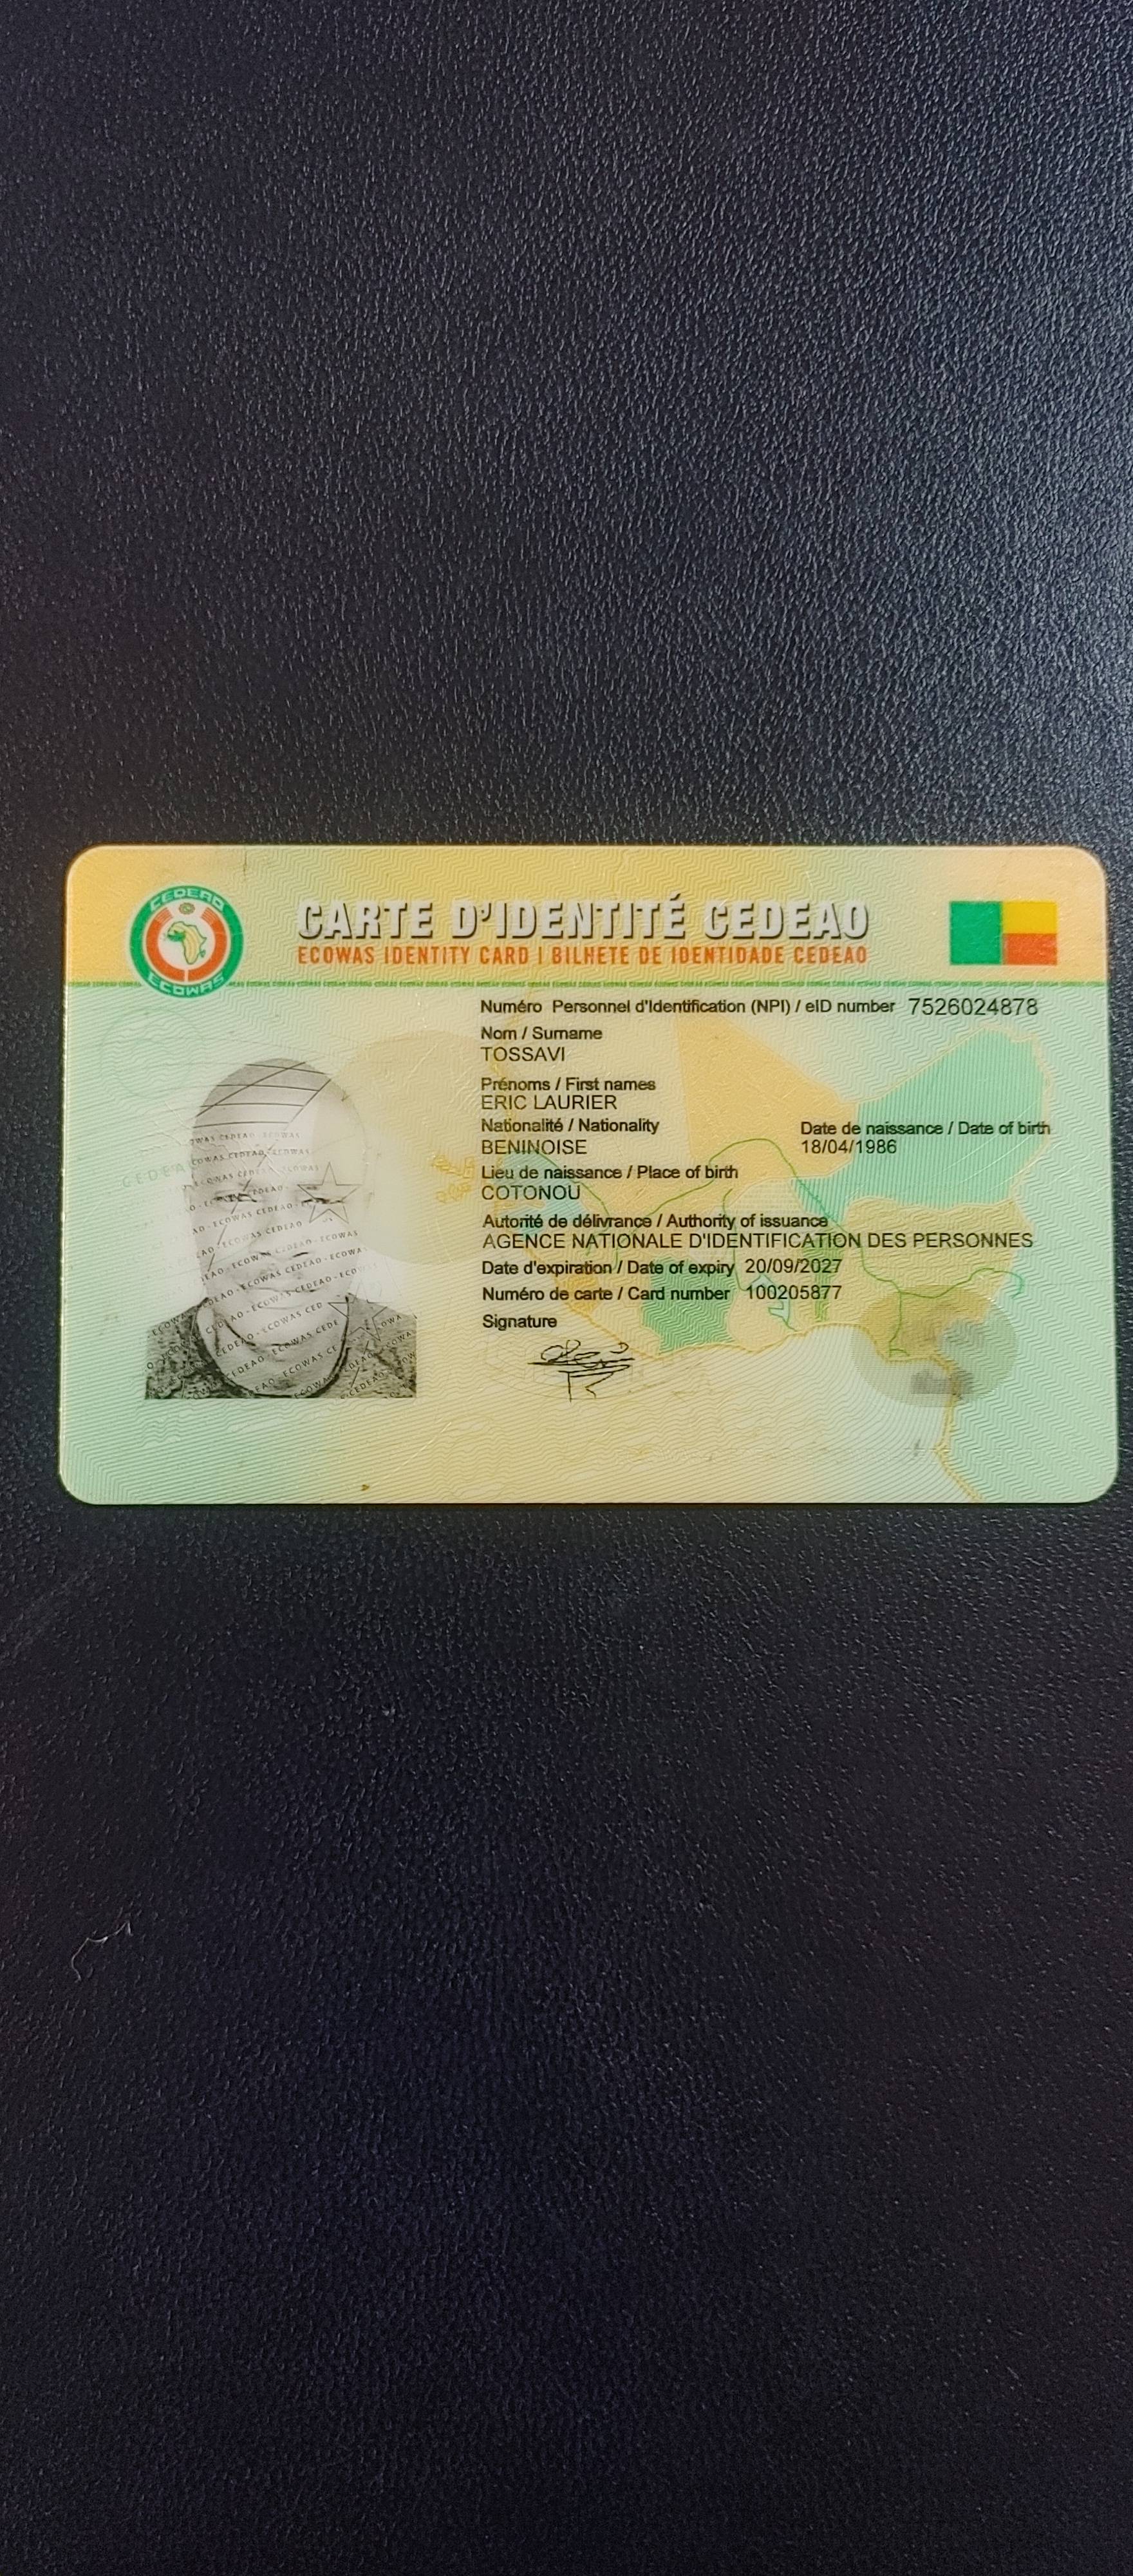 CEDEAO
ECOWAS
CARTE D'IDENTITÉ CEDEAO
ECOWAS IDENTITY CARD | BILHETE DE IDENTIDADE CEDEAO
Numéro Personnel d'Identification (NPI) / eID number 7526024878
Nom / Surname
TOSSAVI
Prénoms / First names
ERIC LAURIER
Nationalité / Nationality Date de naissance / Date of birth
BENINOISE 18/04/1986
Lieu de naissance / Place of birth
COTONOU
Autorité de délivrance / Authority of issuance
AGENCE NATIONALE D'IDENTIFICATION DES PERSONNES
Date d'expiration / Date of expiry 20/09/2027
Numéro de carte / Card number 100205877
Signature